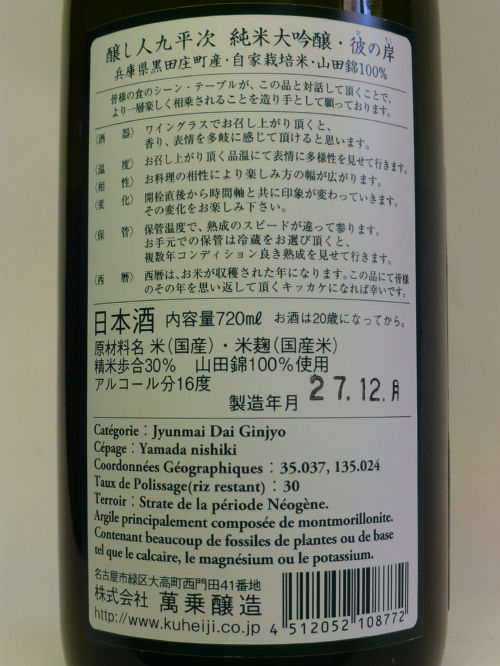 醸し人九平次 純米大吟醸・彼の岸
兵庫県黒田庄町産・自家栽培米・山田錦100%
皆様の食のシーン・テーブルが、この品と対話して頂くことで、
より一層楽しく相乗されることを造り手として願っております。
〈酒 器〉 ワイングラスでお召し上がり頂くと、
香り、表情を多岐に感じて頂けると思います。
〈温 度〉 お召し上がり頂く品温にて表情に多様性を見せて行きます。
〈相 性〉 お料理の相性により楽しみ方の幅が広がります。
〈変 化〉 開栓直後から時間軸と共に印象が変わっていきます。
その変化をお楽しみ下さい。
〈保 管〉 保管温度で、熟成のスピードが違って参ります。
お手元での保管は冷蔵をお選び頂くと、
複数年コンディション良き熟成を見せて行きます。
〈西 暦〉 西暦は、お米が収穫された年になります。この品にて皆様
のその年を思い返して頂くキッカケになれば幸いです。
日本酒 内容量720mℓ お酒は20歳になってから。
原材料名 米(国産)・米麹(国産米)
精米歩合30% 山田錦100%使用
アルコール分16度
製造年月 27.12.月
Catégorie : Jyunmai Dai Ginjyo
Cépage : Yamada nishiki
Coordonnées Géographiques : 35.037, 135.024
Taux de Polissage(riz restant) : 30
Terroir : Strate de la période Néogène.
Argile principalement composée de montmorillonite.
Contenant beaucoup de fossiles de plantes ou de base
tel que le calcaire, le magnésium ou le potassium.
名古屋市緑区大高町西門田41番地
株式会社 萬乗醸造
http://www.kuheiji.co.jp
4 512052 108772